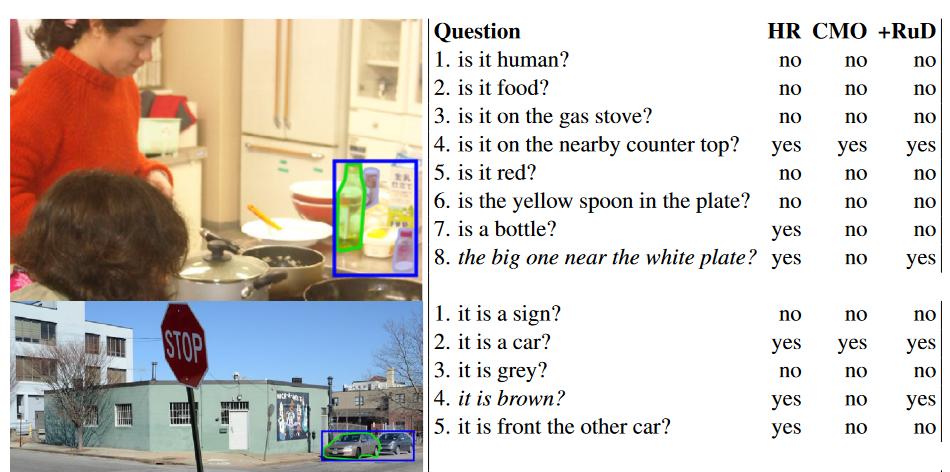 Question HR CMO +RuD
1. is it human? no no no
2. is it food? no no no
3. is it on the gas stove? no no no
4. is it on the nearby counter top? yes yes yes
5. is it red? no no no
6. is the yellow spoon in the plate? no no no
7. is a bottle? yes no no
8. the big one near the white plate? yes no yes
STOP
1. it is a sign? no no no
2. it is a car? yes yes yes
3. it is grey? no no no
4. it is brown? yes no yes
5. it is front the other car? yes no no